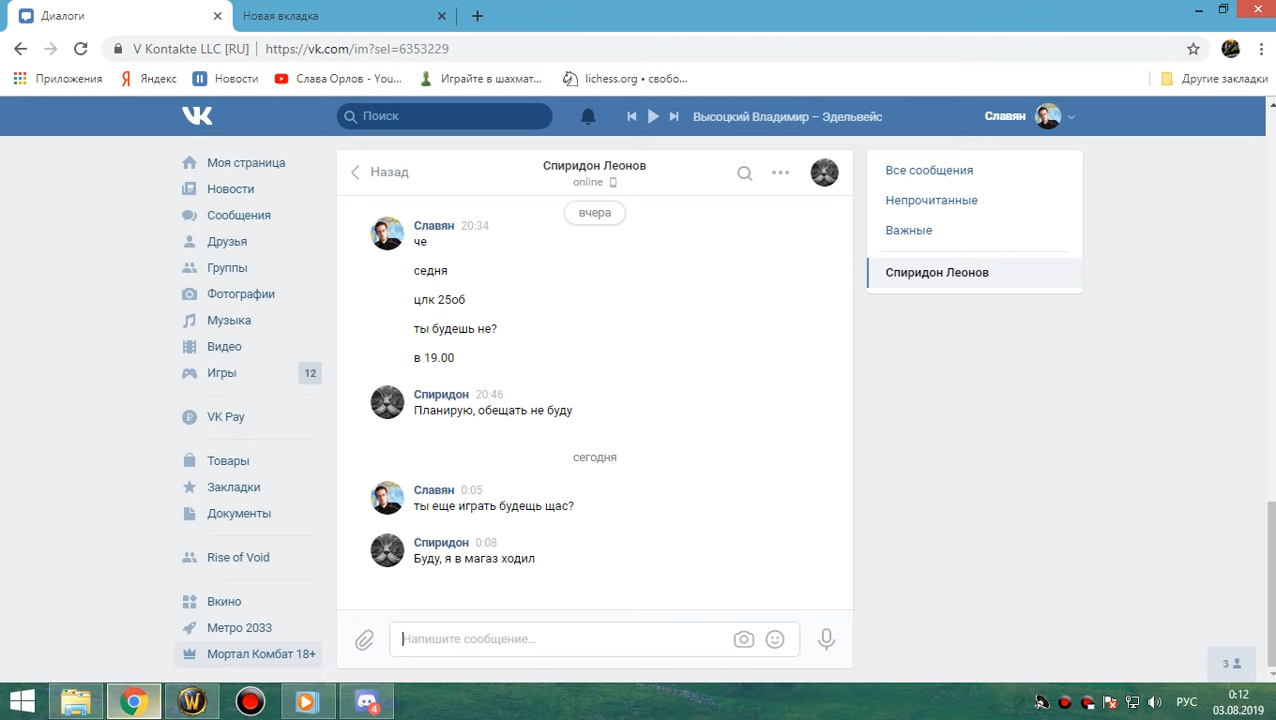 Диалоги
Новая вкладка
V Kontakte LLC [RU] | https://vk.com/im?sel=6353229
Приложения
Яндекс
Новости
Слава Орлов - You...
Играйте в шахмат...
lichess.org • свобо...
Другие закладки
Поиск
Высоцкий Владимир – Эдельвейс
Славян
Моя страница
Новости
Сообщения
Друзья
Группы
Фотографии
Музыка
Видео
Игры 12
VK Pay
Товары
Закладки
Документы
Rise of Void
Вкино
Метро 2033
Мортал Комбат 18+
Назад
Спиридон Леонов
online
вчера
Славян 20:34
че
седня
цлк 25об
ты будешь не?
в 19.00
Спиридон 20:46
Планирую, обещать не буду
сегодня
Славян 0:05
ты еще играть будещь щас?
Спиридон 0:08
Буду, я в магаз ходил
Напишите сообщение...
Все сообщения
Непрочитанные
Важные
Спиридон Леонов
3
4
РУС
0:12
03.08.2019